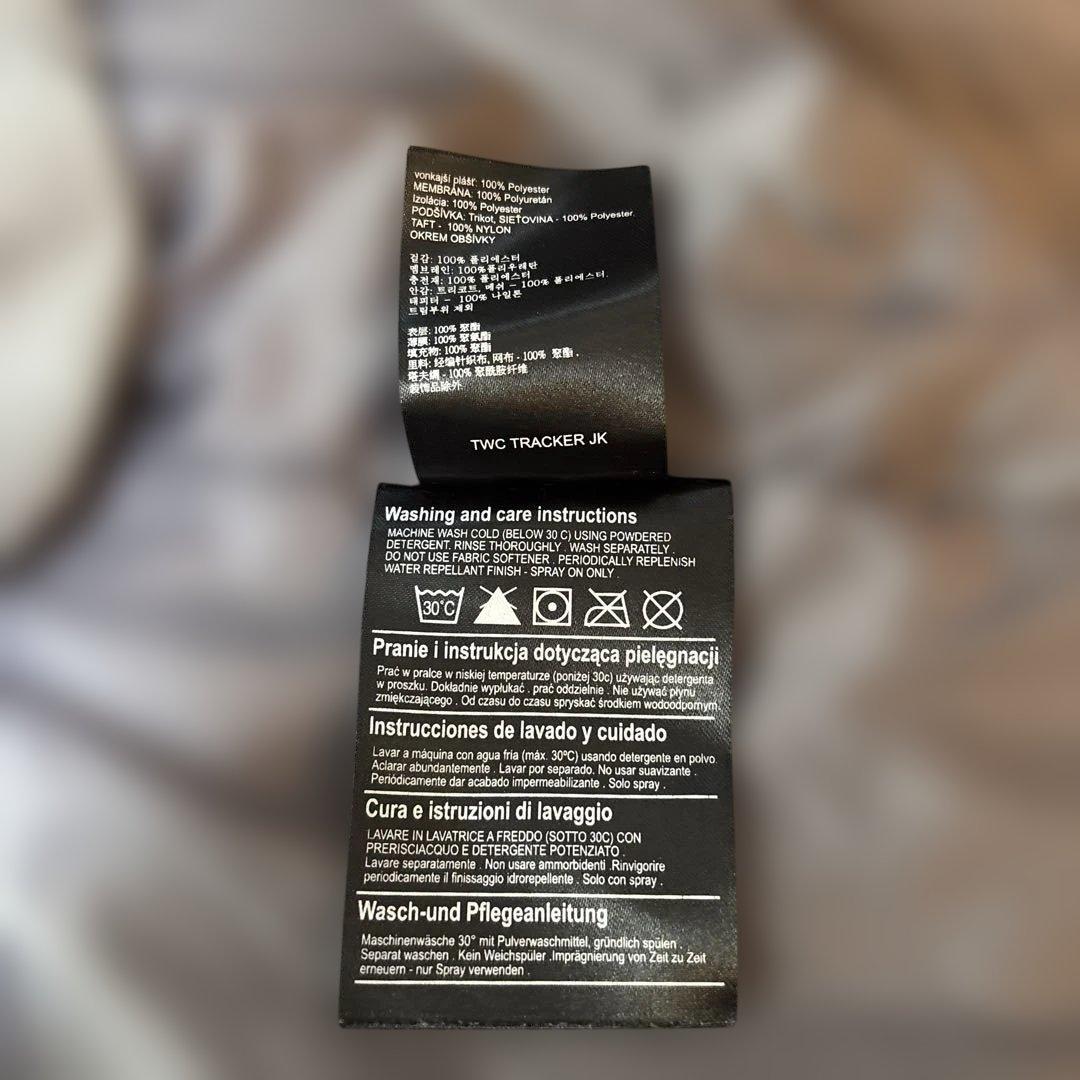 vonkajší plášť: 100% Polyester
MEMBRÁNA: 100% Polyuretán
Izolácia: 100% Polyester
PODŠÍVKA: Trikot, SIEŤOVINA - 100% Polyester.
TAFT - 100% NYLON
OKREM OBŠÍVKY
겉감: 100% 폴리에스터
멤브레인: 100%폴리우레탄
충전재: 100% 폴리에스터
안감: 트리코트, 메쉬 - 100% 폴리에스터.
태피터 - 100% 나일론
트림부위 제외
表层: 100% 聚酯
薄膜: 100% 聚氨酯
填充物: 100% 聚酯
里料: 经编针织布, 网布 - 100% 聚酯 .
塔夫绸 - 100% 聚酰胺纤维
装饰品除外
TWC TRACKER JK
Washing and care instructions
MACHINE WASH COLD (BELOW 30 C) USING POWDERED
DETERGENT. RINSE THOROUGHLY . WASH SEPARATELY .
DO NOT USE FABRIC SOFTENER . PERIODICALLY REPLENISH
WATER REPELLANT FINISH - SPRAY ON ONLY .
30°C
Pranie i instrukcja dotycząca pielęgnacji
Prać w pralce w niskiej temperaturze (poniżej 30c) używając detergenta
w proszku. Dokładnie wypłukać . prać oddzielnie . Nie używać płynu
zmiękczającego . Od czasu do czasu spryskać środkiem wodoodpornym.
Instrucciones de lavado y cuidado
Lavar a máquina con agua fría (máx. 30ºC) usando detergente en polvo.
Aclarar abundantemente . Lavar por separado. No usar suavizante .
Periódicamente dar acabado impermeabilizante . Solo spray .
Cura e istruzioni di lavaggio
LAVARE IN LAVATRICE A FREDDO (SOTTO 30C) CON
PRERISCIACQUO E DETERGENTE POTENZIATO .
Lavare separatamente . Non usare ammorbidenti .Rinvigorire
periodicamente il finissaggio idrorepellente . Solo con spray .
Wasch-und Pflegeanleitung
Maschinenwäsche 30° mit Pulverwaschmittel, gründlich spülen .
Separat waschen . Kein Weichspüler .Imprägnierung von Zeit zu Zeit
erneuern - nur Spray verwenden .